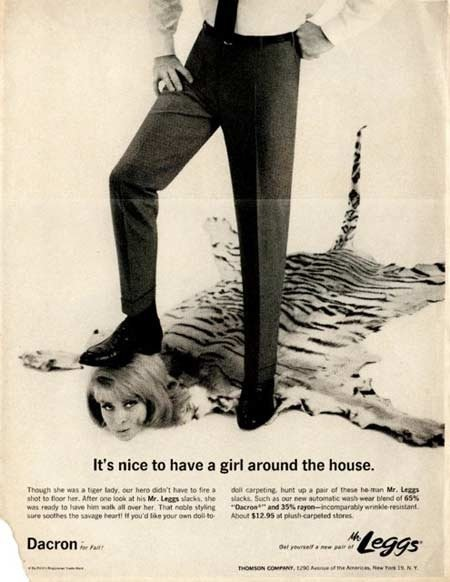 It's nice to have a girl around the house.
Though she was a tiger lady, our hero didn't have to fire a
shot to floor her. After one look at his Mr. Leggs slacks, she
was ready to have him walk all over her. That noble styling
sure soothes the savage heart! If you'd like your own doll-to-
doll carpeting, hunt up a pair of these he-man Mr. Leggs
slacks. Such as our new automatic wash-wear blend of 65%
"Dacron®" and 35% rayon—incomparably wrinkle-resistant.
About $12.95 at plush-carpeted stores.
Dacron for Fall!
Get yourself a new pair of Mr. Leggs®
THOMSON COMPANY, 1290 Avenue of the Americas, New York 19, N. Y.